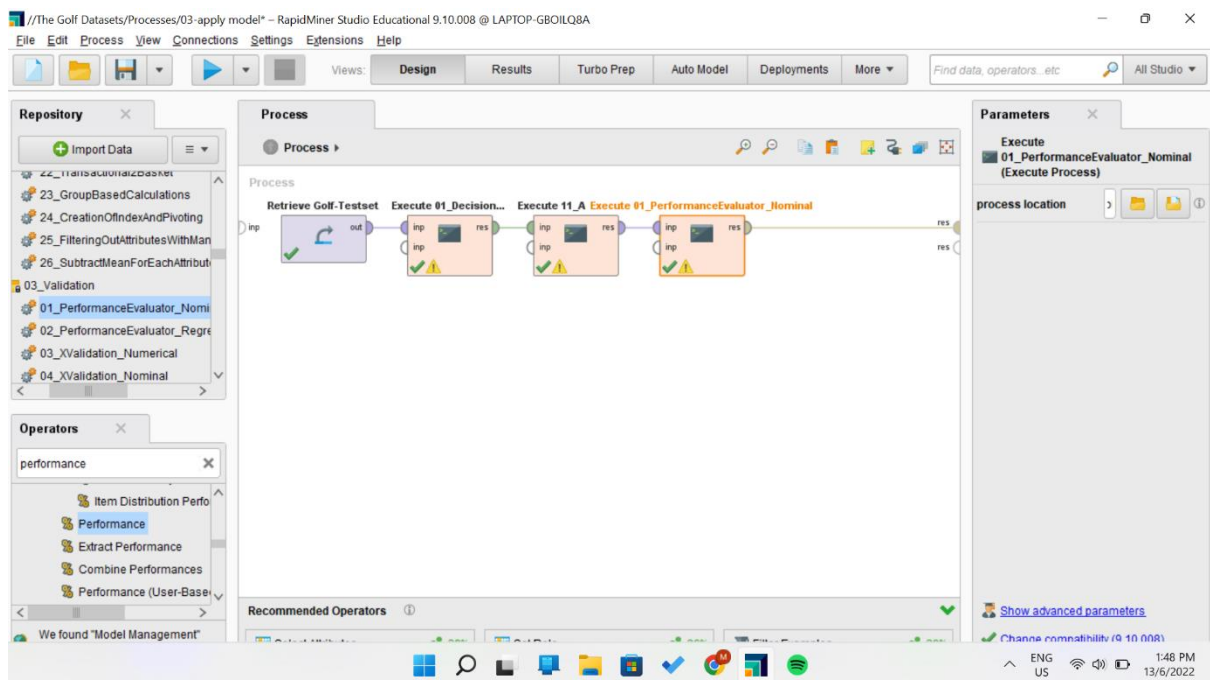 //The Golf Datasets/Processes/03-apply model* – RapidMiner Studio Educational 9.10.008 @ LAPTOP-GBOILQ8A
File Edit Process View Connections Settings Extensions Help
Views: Design Results Turbo Prep Auto Model Deployments More Find data, operators...etc All Studio
Repository
Import Data
22_TransactionalzBasket
23_GroupBasedCalculations
24_CreationOfIndexAndPivoting
25_FilteringOutAttributesWithMan
26_SubtractMeanForEachAttribut
03_Validation
01_PerformanceEvaluator_Nomi
02_PerformanceEvaluator_Regre
03_XValidation_Numerical
04_XValidation_Nominal
Operators
performance
Item Distribution Perfo
Performance
Extract Performance
Combine Performances
Performance (User-Based
We found "Model Management"
Process
Process
Process
Retrieve Golf-Testset Execute 01_Decision... Execute 11_A Execute 01_PerformanceEvaluator_Nominal
inp out inp res inp res inp res res
inp inp inp res
Recommended Operators
Parameters
Execute
01_PerformanceEvaluator_Nominal
(Execute Process)
process location
Show advanced parameters
Change compatibility (9.10.008)
ENG
US
1:48 PM
13/6/2022